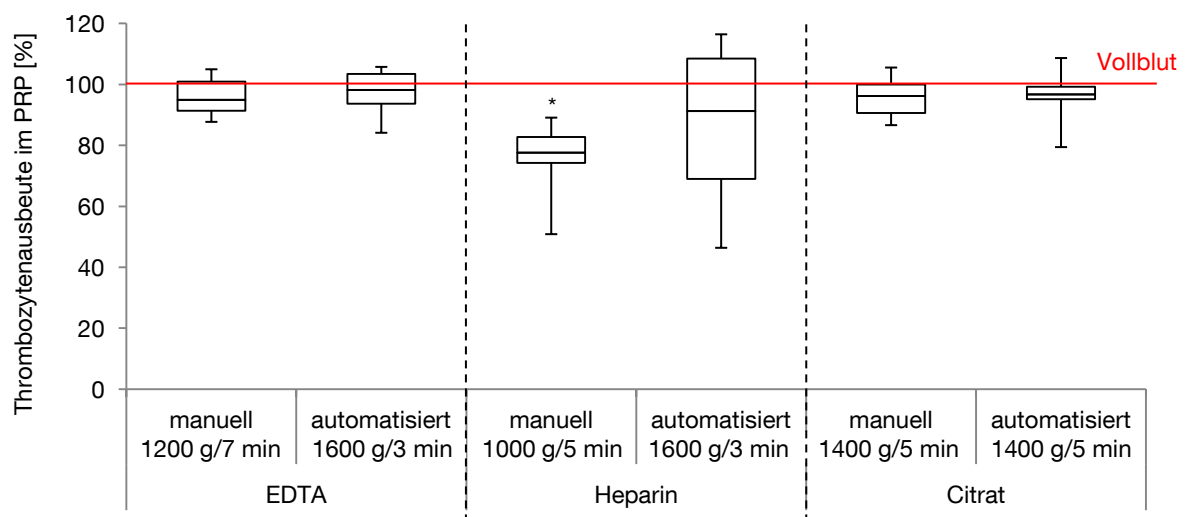 Thrombozytenausbeute im PRP [%]
120
100
80
60
40
20
0
Vollblut
*
manuell
1200 g/7 min
automatisiert
1600 g/3 min
manuell
1000 g/5 min
automatisiert
1600 g/3 min
manuell
1400 g/5 min
automatisiert
1400 g/5 min
EDTA
Heparin
Citrat